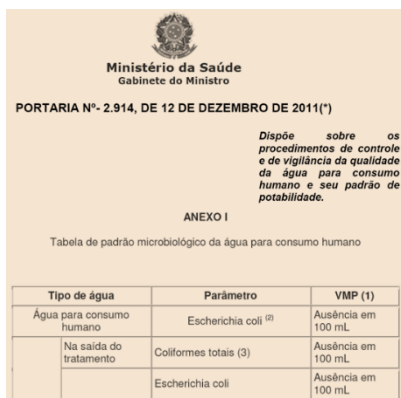 Ministério da Saúde
Gabinete do Ministro
PORTARIA Nº- 2.914, DE 12 DE DEZEMBRO DE 2011(*)
Dispõe sobre os
procedimentos de controle
e de vigilância da qualidade
da água para consumo
humano e seu padrão de
potabilidade.
ANEXO I
Tabela de padrão microbiológico da água para consumo humano
Tipo de água Parâmetro VMP (1)
Água para consumo
humano
Escherichia coli (2)
Ausência em
100 mL
Na saída do
tratamento
Coliformes totais (3)
Ausência em
100 mL
Escherichia coli
Ausência em
100 mL